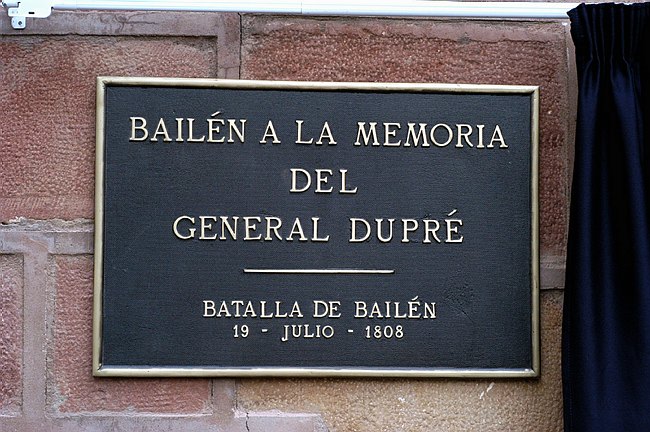 BAILÉN A LA MEMORIA
DEL
GENERAL DUPRÉ
BATALLA DE BAILÉN
19 - JULIO - 1808